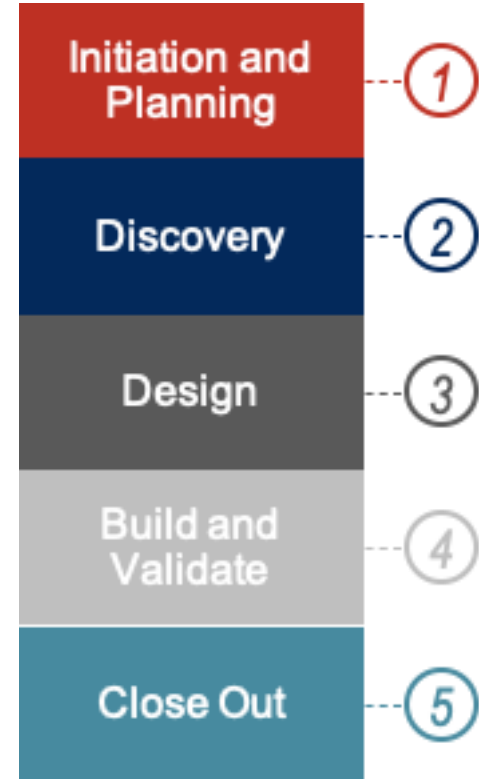 Initiation and
Planning
1
Discovery
2
Design
3
Build and
Validate
4
Close Out
5